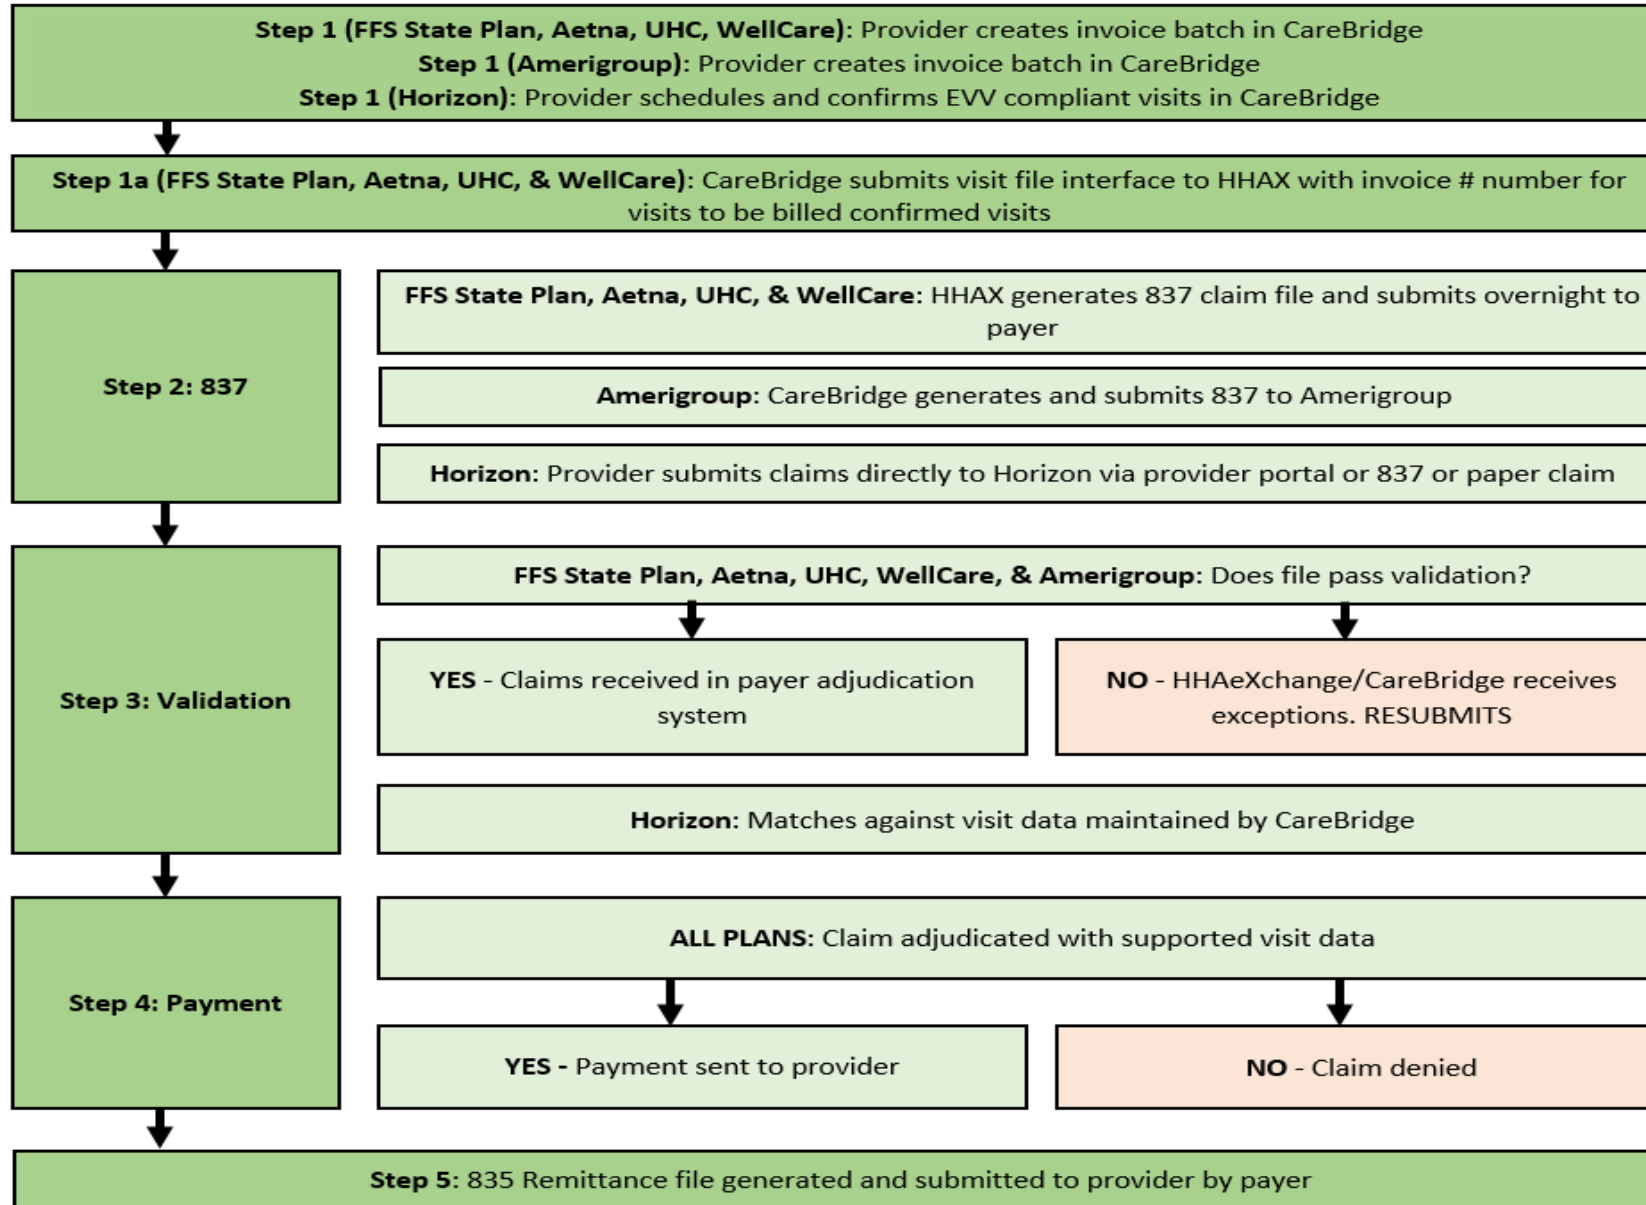 Step 1 (FFS State Plan, Aetna, UHC, WellCare): Provider creates invoice batch in CareBridge
Step 1 (Amerigroup): Provider creates invoice batch in CareBridge
Step 1 (Horizon): Provider schedules and confirms EVV compliant visits in CareBridge
Step 1a (FFS State Plan, Aetna, UHC, & WellCare): CareBridge submits visit file interface to HHAX with invoice # number for
visits to be billed confirmed visits
Step 2: 837
FFS State Plan, Aetna, UHC, & WellCare: HHAX generates 837 claim file and submits overnight to
payer
Amerigroup: CareBridge generates and submits 837 to Amerigroup
Horizon: Provider submits claims directly to Horizon via provider portal or 837 or paper claim
Step 3: Validation
FFS State Plan, Aetna, UHC, WellCare, & Amerigroup: Does file pass validation?
YES - Claims received in payer adjudication
system
NO - HHAeXchange/CareBridge receives
exceptions. RESUBMITS
Horizon: Matches against visit data maintained by CareBridge
Step 4: Payment
ALL PLANS: Claim adjudicated with supported visit data
YES - Payment sent to provider
NO - Claim denied
Step 5: 835 Remittance file generated and submitted to provider by payer